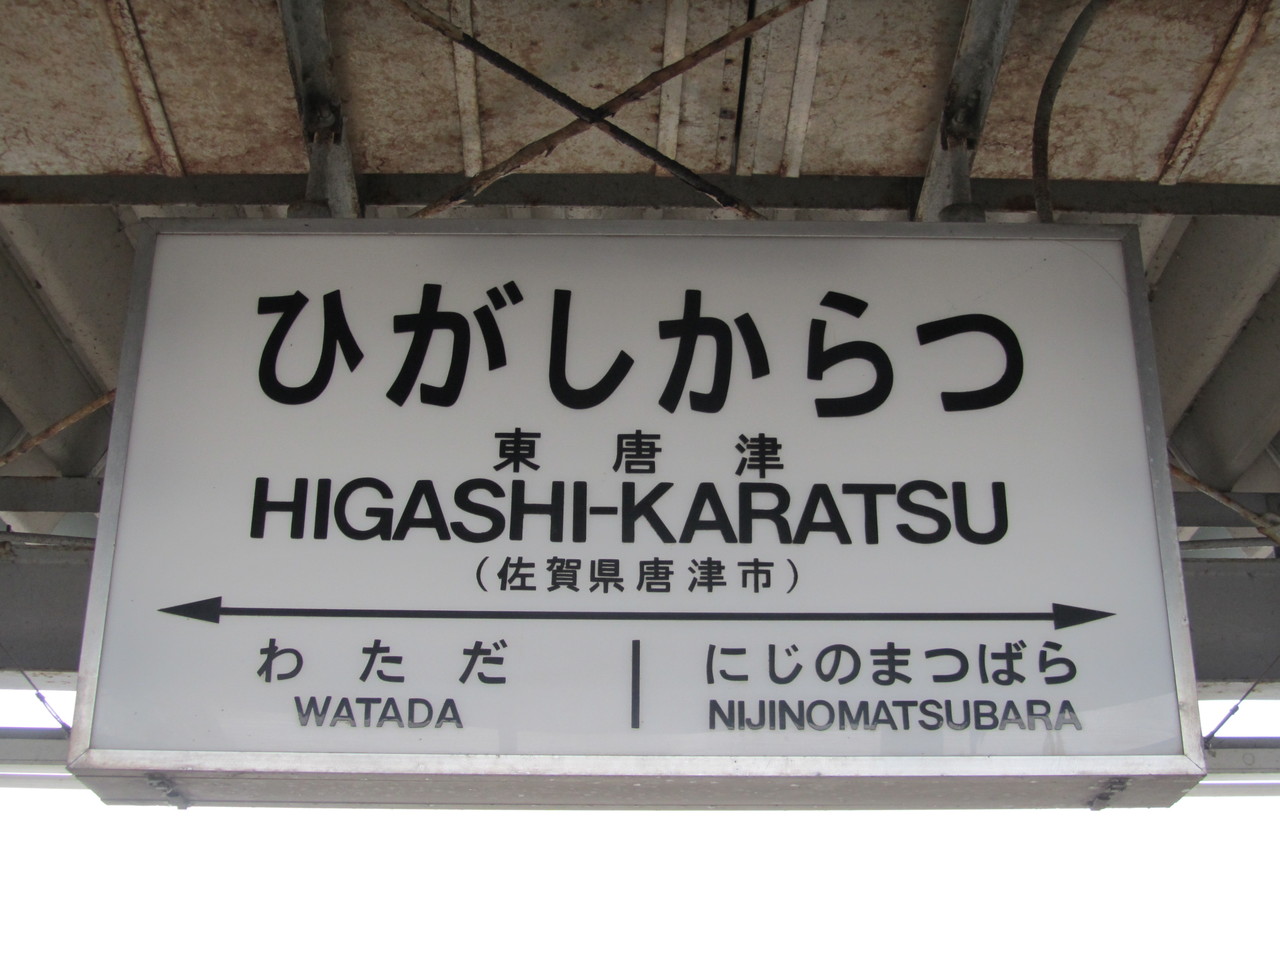 ひがしからつ
東唐津
HIGASHI-KARATSU
(佐賀県唐津市)
わただ
WATADA
にじのまつばら
NIJINOMATSUBARA